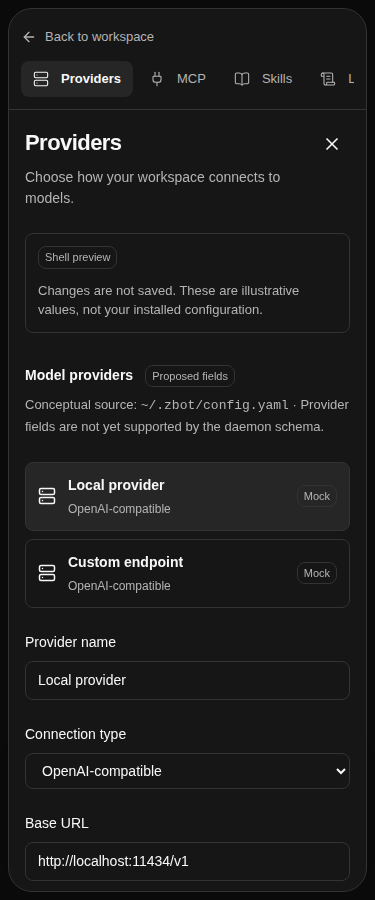 Back to workspace
Providers MCP Skills L
Providers
Choose how your workspace connects to
models.
Shell preview
Changes are not saved. These are illustrative
values, not your installed configuration.
Model providers Proposed fields
Conceptual source: ~/.zbot/config.yaml · Provider
fields are not yet supported by the daemon schema.
Local provider
OpenAI-compatible
Mock
Custom endpoint
OpenAI-compatible
Mock
Provider name
Local provider
Connection type
OpenAI-compatible
Base URL
http://localhost:11434/v1